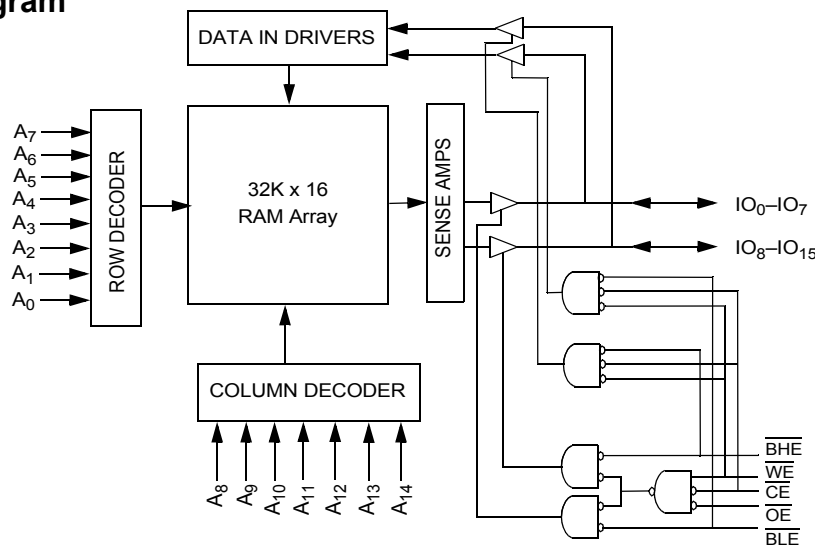 gram
DATA IN DRIVERS
A7
A6
A5
A4
A3
A2
A1
A0
ROW DECODER
32K x 16
RAM Array
SENSE AMPS
IO0–IO7
IO8–IO15
COLUMN DECODER
A8
A9
A10
A11
A12
A13
A14
BHE
WE
CE
OE
BLE